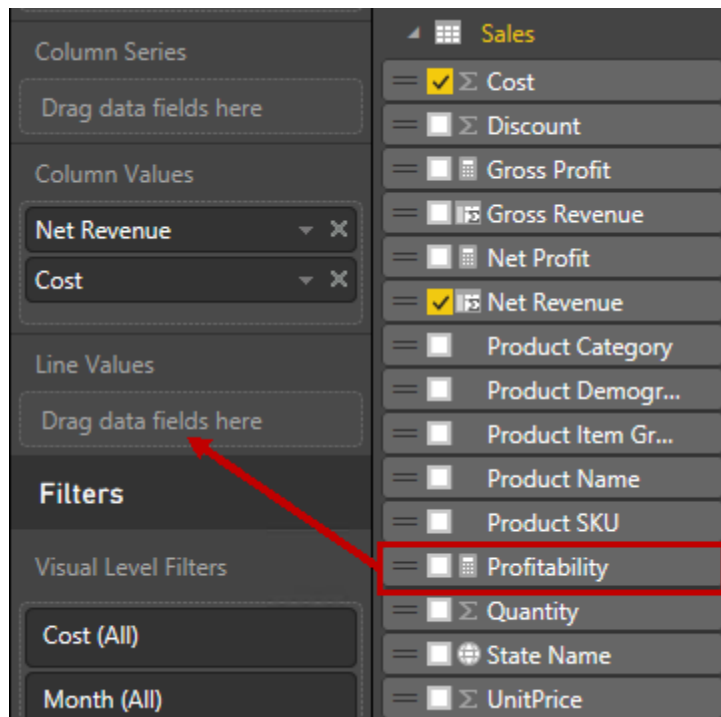 Column Series
Drag data fields here
Column Values
Net Revenue
Cost
Line Values
Drag data fields here
Filters
Visual Level Filters
Cost (All)
Month (All)
Sales
Cost
Discount
Gross Profit
Gross Revenue
Net Profit
Net Revenue
Product Category
Product Demogr...
Product Item Gr...
Product Name
Product SKU
Profitability
Quantity
State Name
UnitPrice